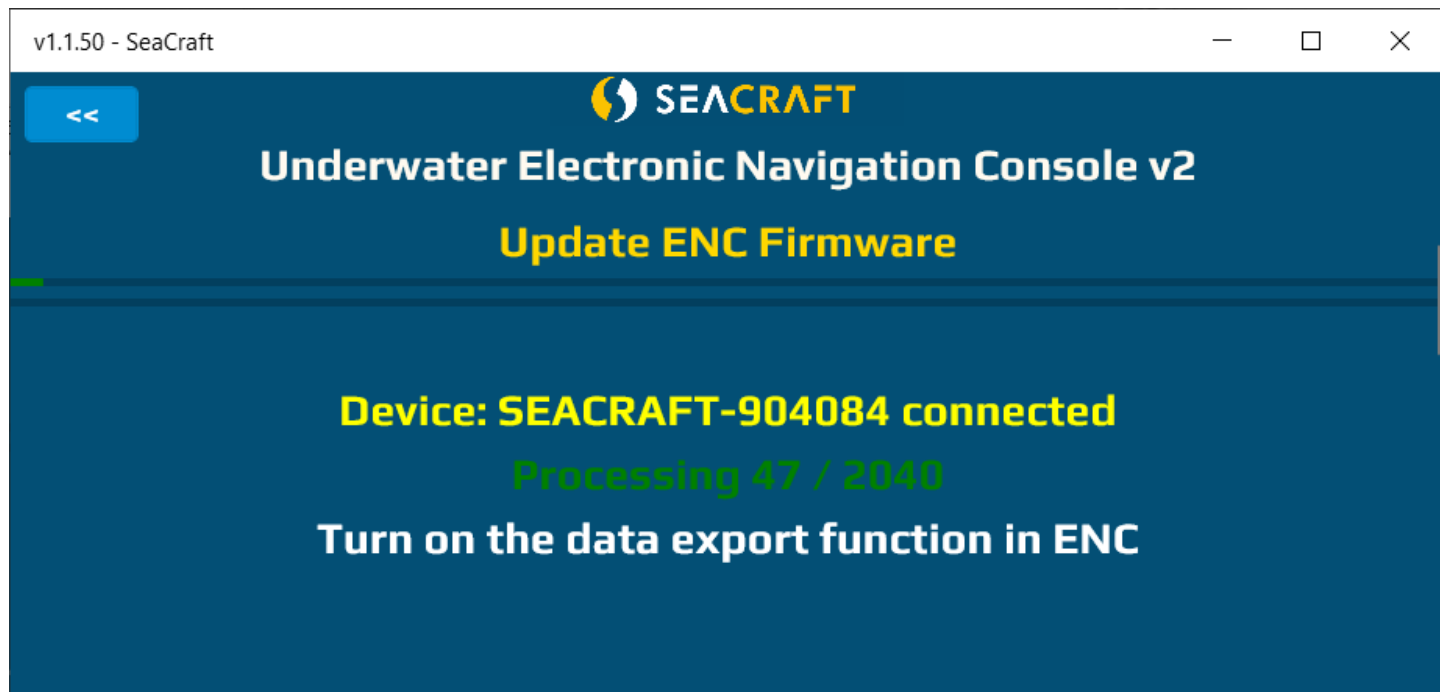 v1.1.50 - SeaCraft
<<
SEACRAFT
Underwater Electronic Navigation Console v2
Update ENC Firmware
Device: SEACRAFT-904084 connected
Processing 47 / 2040
Turn on the data export function in ENC